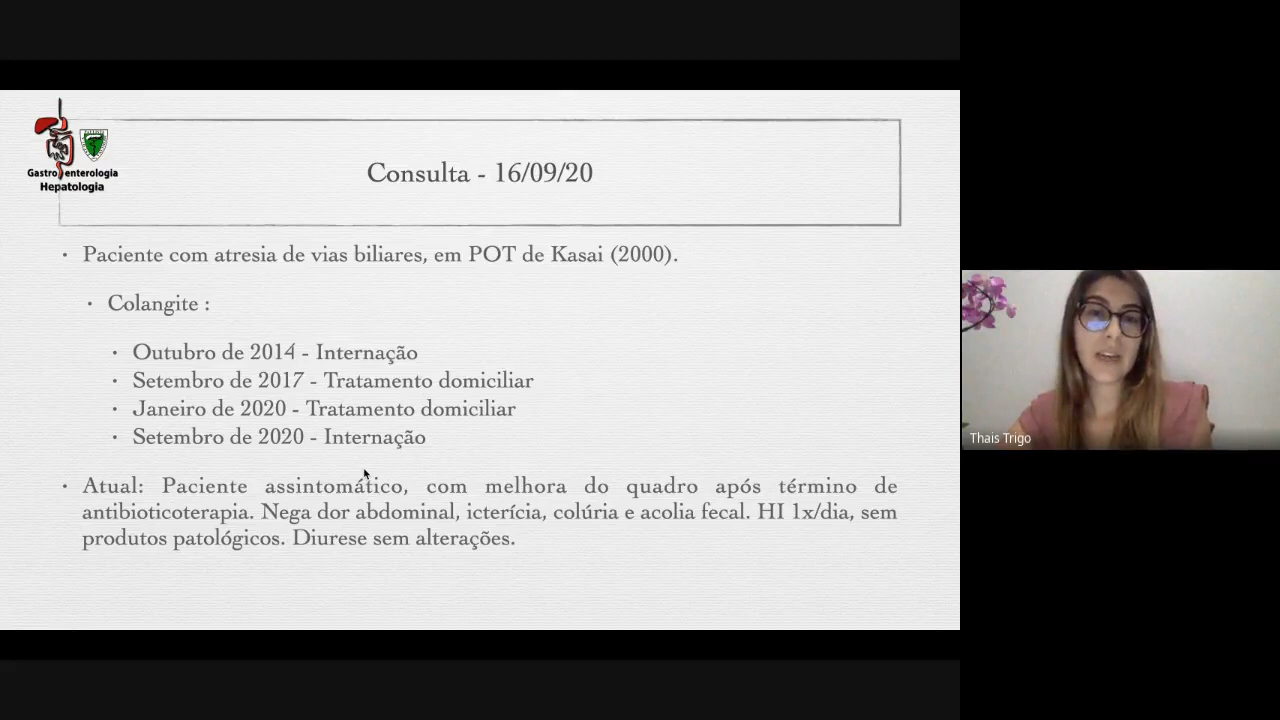 Gastro enterologia
Hepatologia
Consulta - 16/09/20
• Paciente com atresia de vias biliares, em POT de Kasai (2000).
• Colangite :
• Outubro de 2014 - Internação
• Setembro de 2017 - Tratamento domiciliar
• Janeiro de 2020 - Tratamento domiciliar
• Setembro de 2020 - Internação
• Atual: Paciente assintomático, com melhora do quadro após término de
antibioticoterapia. Nega dor abdominal, icterícia, colúria e acolia fecal. HI 1x/dia, sem
produtos patológicos. Diurese sem alterações.
Thais Trigo